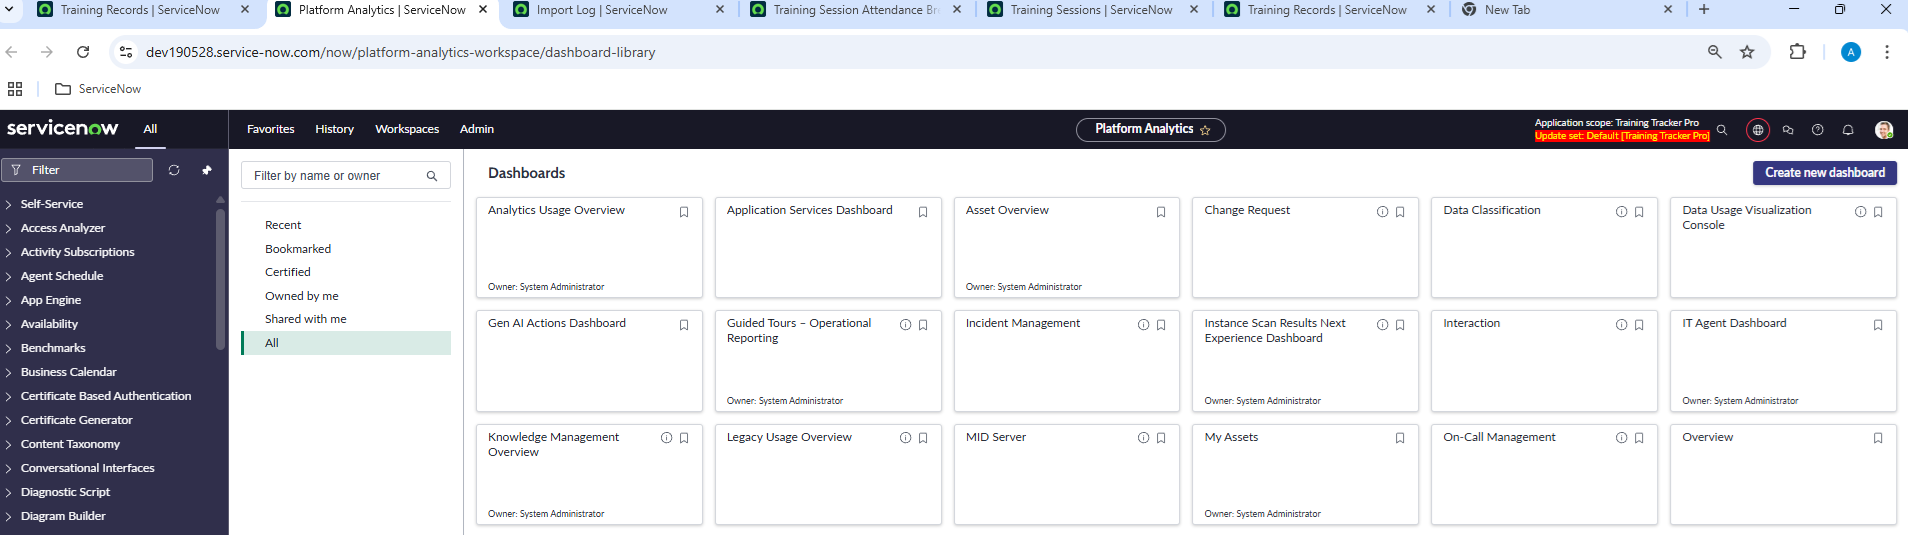 Training Records | ServiceNow
Platform Analytics | ServiceNow
Import Log | ServiceNow
Training Session Attendance Bre
Training Sessions | ServiceNow
Training Records | ServiceNow
New Tab
dev190528.service-now.com/now/platform-analytics-workspace/dashboard-library
A
ServiceNow
servicenow
All
Favorites
History
Workspaces
Admin
Platform Analytics
Application scope: Training Tracker Pro
Update set: Default [Training Tracker Pro]
Filter
Self-Service
Access Analyzer
Activity Subscriptions
Agent Schedule
App Engine
Availability
Benchmarks
Business Calendar
Certificate Based Authentication
Certificate Generator
Content Taxonomy
Conversational Interfaces
Diagnostic Script
Diagram Builder
Filter by name or owner
Recent
Bookmarked
Certified
Owned by me
Shared with me
All
Dashboards
Create new dashboard
Analytics Usage Overview
Owner: System Administrator
Application Services Dashboard
Asset Overview
Owner: System Administrator
Change Request
Data Classification
Data Usage Visualization
Console
Gen AI Actions Dashboard
Guided Tours – Operational
Reporting
Owner: System Administrator
Incident Management
Instance Scan Results Next
Experience Dashboard
Owner: System Administrator
Interaction
IT Agent Dashboard
Owner: System Administrator
Knowledge Management
Overview
Owner: System Administrator
Legacy Usage Overview
MID Server
My Assets
Owner: System Administrator
On-Call Management
Overview